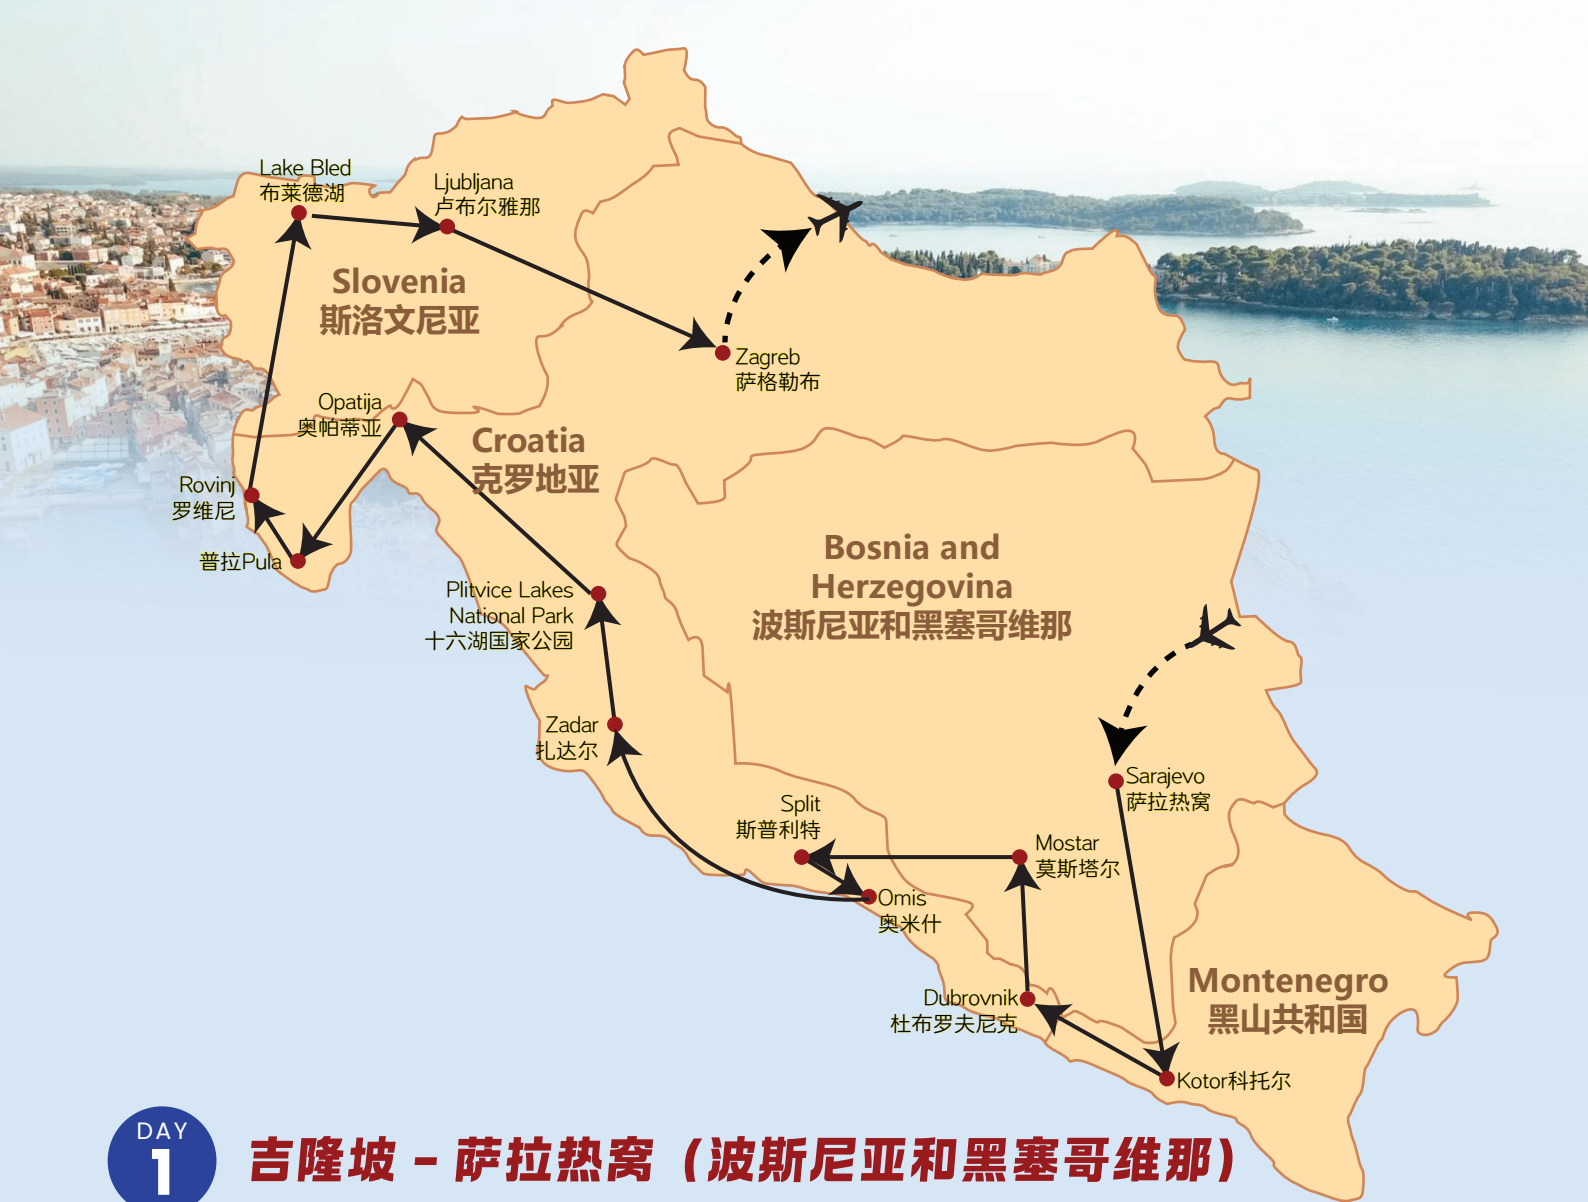 Lake Bled
布莱德湖
Ljubljana
卢布尔雅那
Slovenia
斯洛文尼亚
Zagreb
萨格勒布
Opatija
奥帕蒂亚
Croatia
克罗地亚
Rovinj
罗维尼
普拉Pula
Bosnia and
Herzegovina
波斯尼亚和黑塞哥维那
Plitvice Lakes
National Park
十六湖国家公园
Zadar
扎达尔
Sarajevo
萨拉热窝
Split
斯普利特
Mostar
莫斯塔尔
Omis
奥米什
Montenegro
黑山共和国
Dubrovnik
杜布罗夫尼克
Kotor科托尔
DAY
1
吉隆坡 – 萨拉热窝（波斯尼亚和黑塞哥维那）